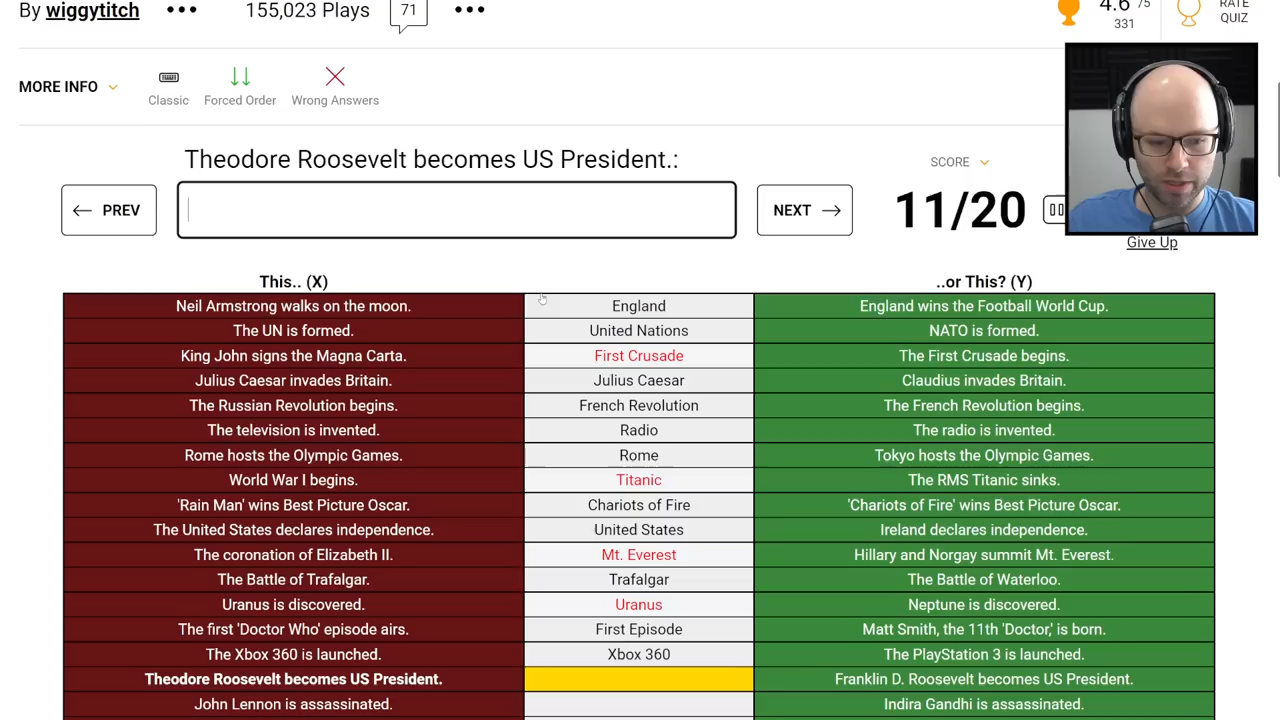 By wiggytitch ••• 155,023 Plays 71 ••• 4.6 /5 331 RATE QUIZ
MORE INFO
Classic Forced Order Wrong Answers
Theodore Roosevelt becomes US President.:
SCORE
← PREV NEXT → 11/20
Give Up
This.. (X) ..or This? (Y)
Neil Armstrong walks on the moon. England England wins the Football World Cup.
The UN is formed. United Nations NATO is formed.
King John signs the Magna Carta. First Crusade The First Crusade begins.
Julius Caesar invades Britain. Julius Caesar Claudius invades Britain.
The Russian Revolution begins. French Revolution The French Revolution begins.
The television is invented. Radio The radio is invented.
Rome hosts the Olympic Games. Rome Tokyo hosts the Olympic Games.
World War I begins. Titanic The RMS Titanic sinks.
'Rain Man' wins Best Picture Oscar. Chariots of Fire 'Chariots of Fire' wins Best Picture Oscar.
The United States declares independence. United States Ireland declares independence.
The coronation of Elizabeth II. Mt. Everest Hillary and Norgay summit Mt. Everest.
The Battle of Trafalgar. Trafalgar The Battle of Waterloo.
Uranus is discovered. Uranus Neptune is discovered.
The first 'Doctor Who' episode airs. First Episode Matt Smith, the 11th 'Doctor,' is born.
The Xbox 360 is launched. Xbox 360 The PlayStation 3 is launched.
Theodore Roosevelt becomes US President. Franklin D. Roosevelt becomes US President.
John Lennon is assassinated. Indira Gandhi is assassinated.